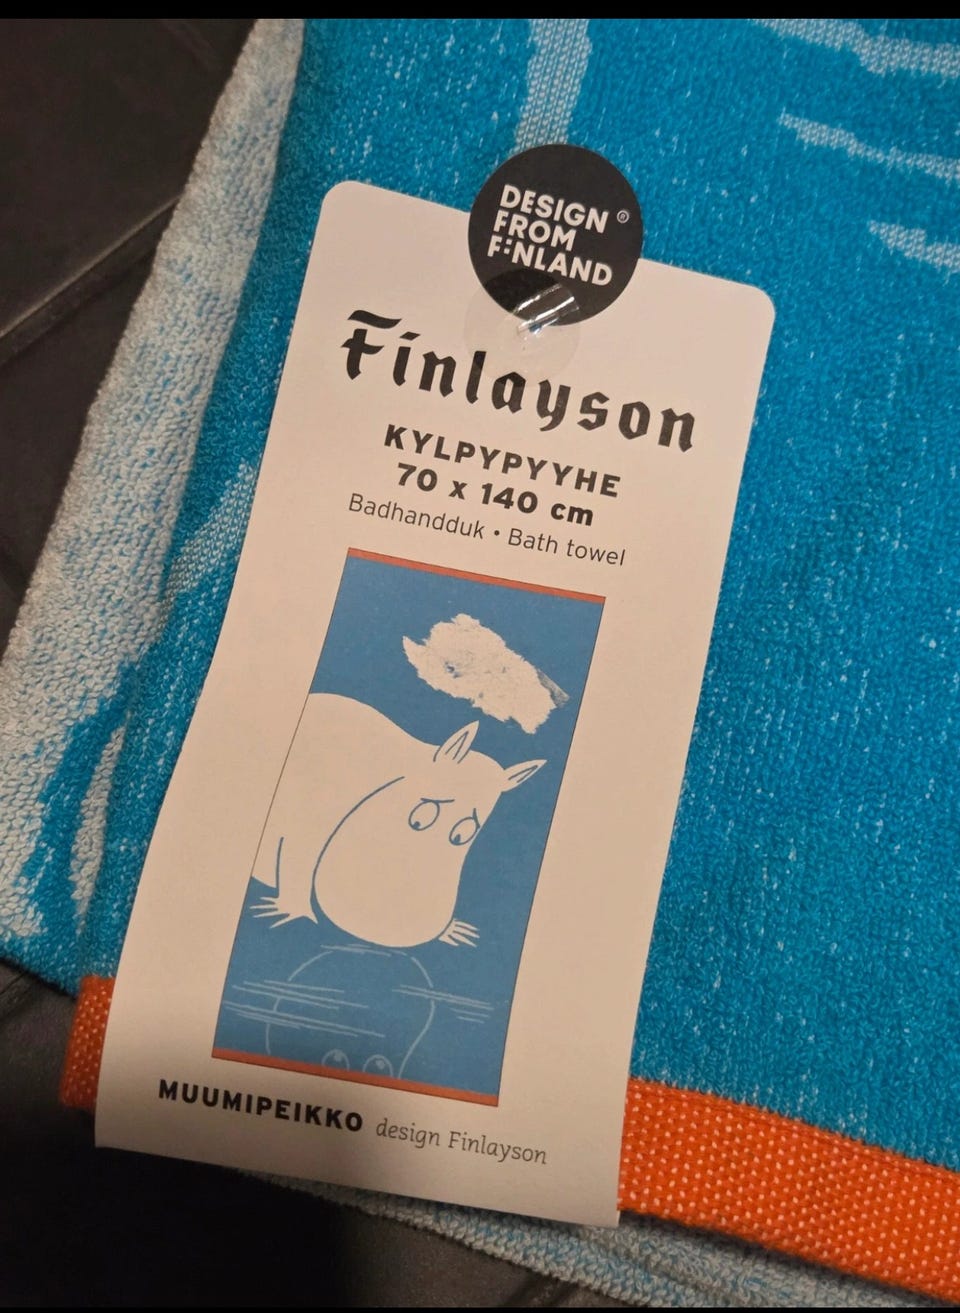 DESIGN ®
FROM
FINLAND
Finlayson
KYLPYPYYHE
70 x 140 cm
Badhandduk • Bath towel
MUUMIPEIKKO design Finlayson